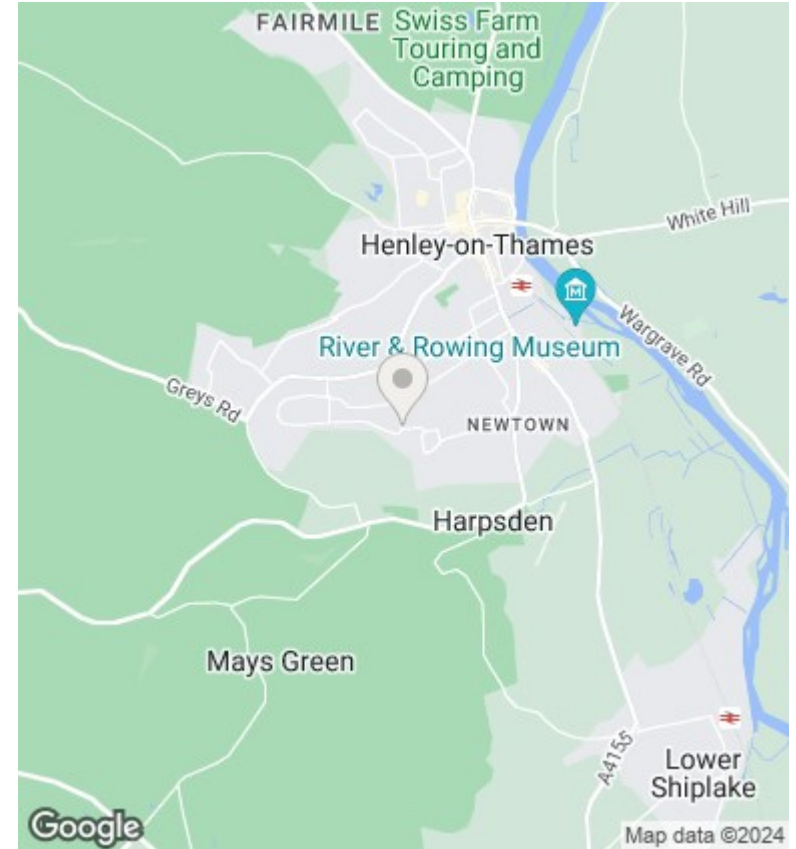 FAIRMILE
Swiss Farm
Touring and
Camping
White Hill
Henley-on-Thames
M
Wargrave Rd
River & Rowing Museum
Greys Rd
NEWTOWN
Harpsden
Mays Green
A4155
Lower
Shiplake
Google
Map data ©2024